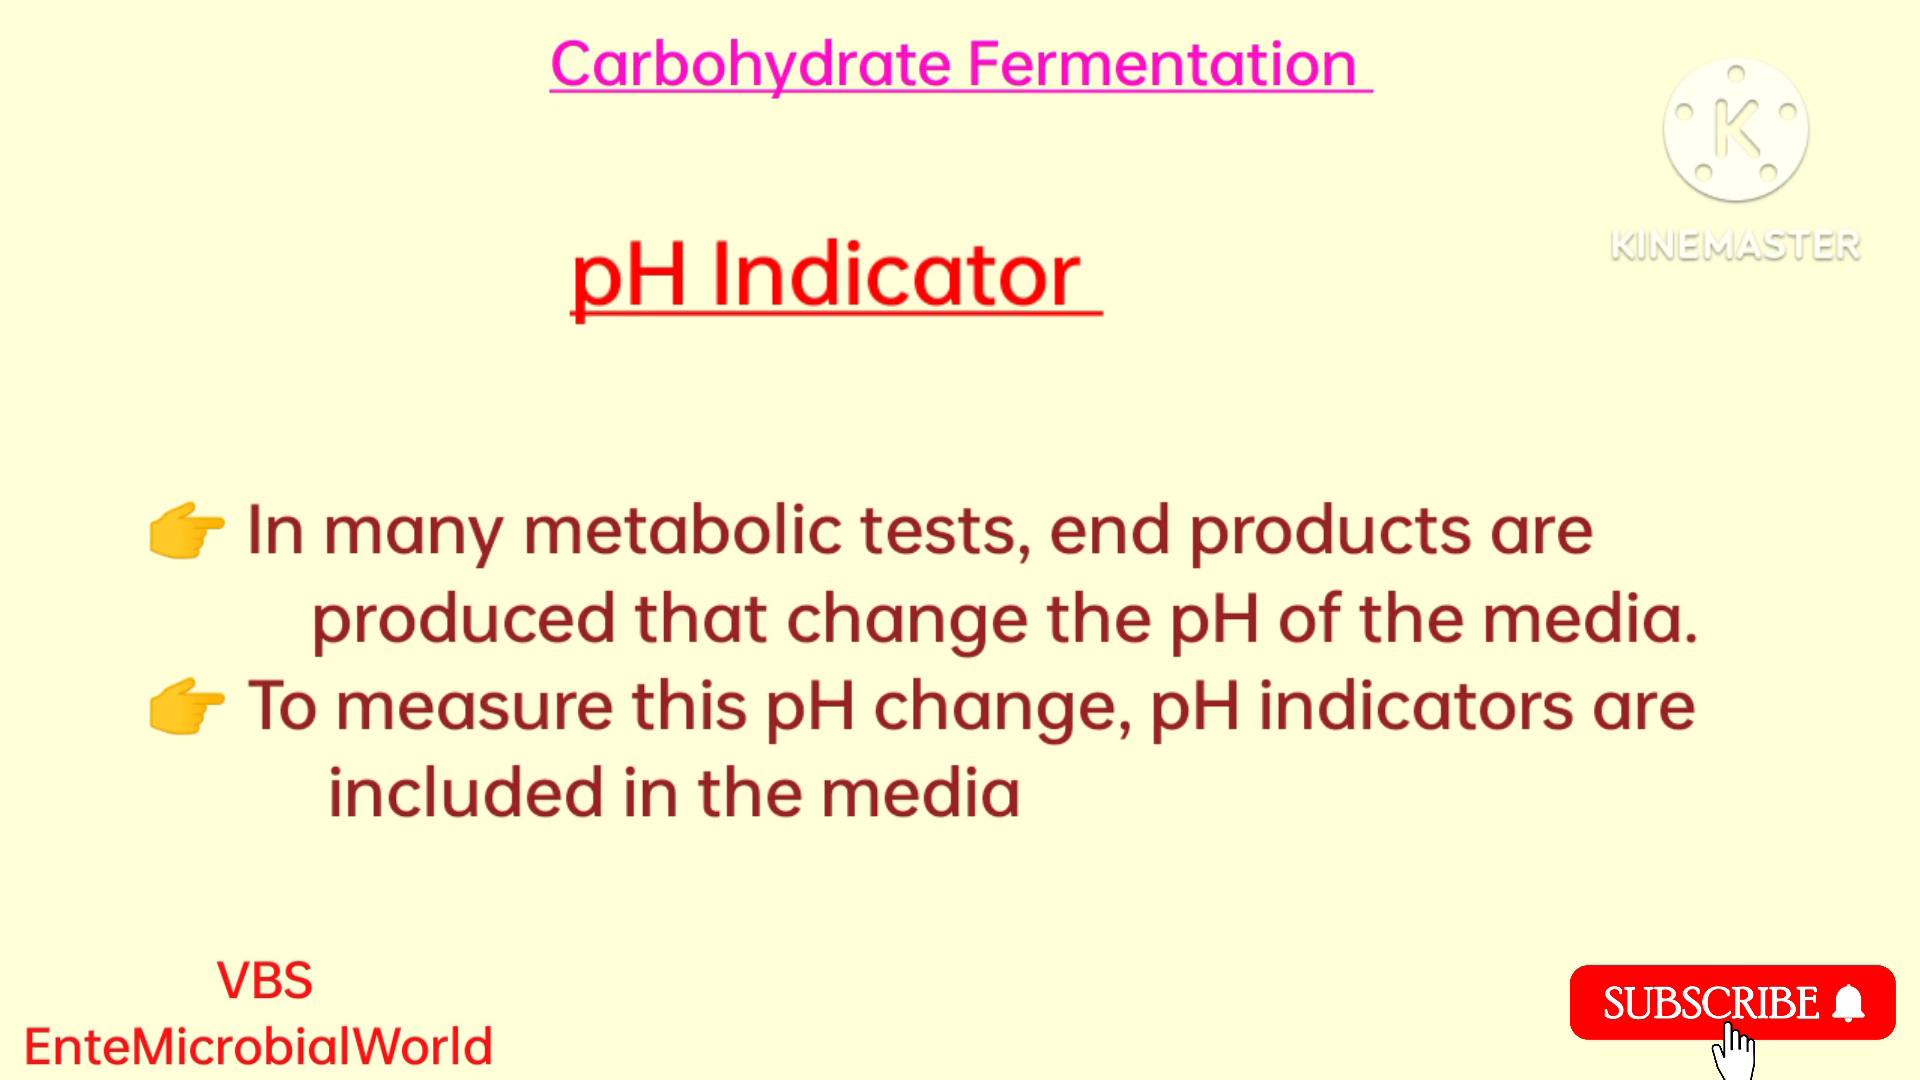 Carbohydrate Fermentation
K
KINEMASTER
pH Indicator
👉 In many metabolic tests, end products are
produced that change the pH of the media.
👉 To measure this pH change, pH indicators are
included in the media
VBS
EnteMicrobialWorld
SUBSCRIBE